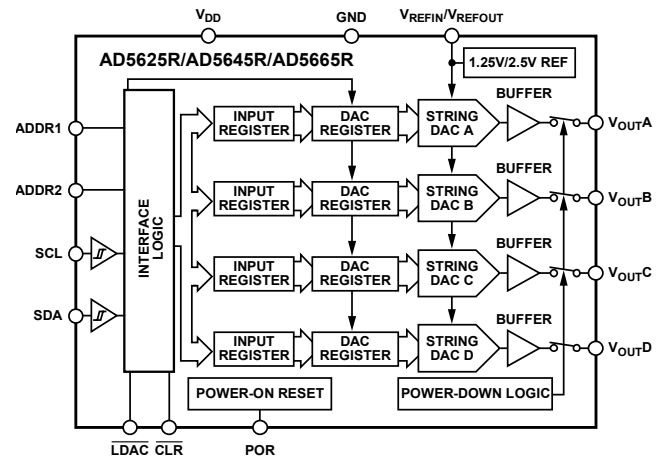 VDD
GND
VREFIN/VREFOUT
AD5625R/AD5645R/AD5665R
1.25V/2.5V REF
BUFFER
ADDR1
INPUT
REGISTER
DAC
REGISTER
STRING
DAC A
VOUTA
BUFFER
ADDR2
INPUT
REGISTER
DAC
REGISTER
STRING
DAC B
VOUTB
INTERFACE
LOGIC
BUFFER
SCL
INPUT
REGISTER
DAC
REGISTER
STRING
DAC C
VOUTC
BUFFER
SDA
INPUT
REGISTER
DAC
REGISTER
STRING
DAC D
VOUTD
POWER-ON RESET
POWER-DOWN LOGIC
LDAC
CLR
POR